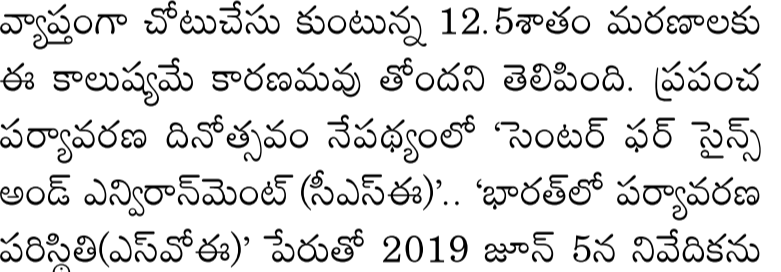 వ్యాప్తంగా చోటుచేసు కుంటున్న 12.5శాతం మరణాలకు
ఈ కాలుష్యమే కారణమవు తోందని తెలిపింది. ప్రపంచ
పర్యావరణ దినోత్సవం నేపథ్యంలో ‘సెంటర్ ఫర్ సైన్స్
అండ్ ఎన్విరాన్‌మెంట్ (సీఎస్ఈ)’.. ‘భారత్‌లో పర్యావరణ
పరిస్థితి(ఎస్‌వోఈ)’ పేరుతో 2019 జూన్ 5న నివేదికను